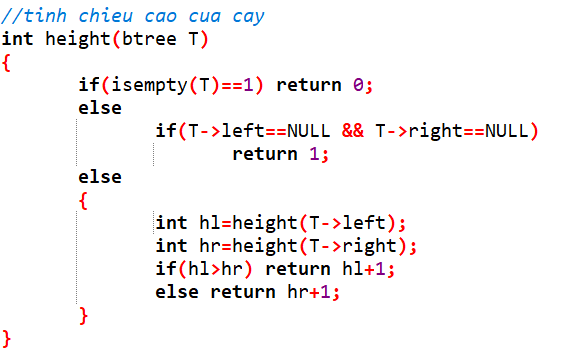 //tinh chieu cao cua cay
int height(btree T)
{
if(isempty(T)==1) return 0;
else
if(T->left==NULL && T->right==NULL)
return 1;
else
{
int hl=height(T->left);
int hr=height(T->right);
if(hl>hr) return hl+1;
else return hr+1;
}
}